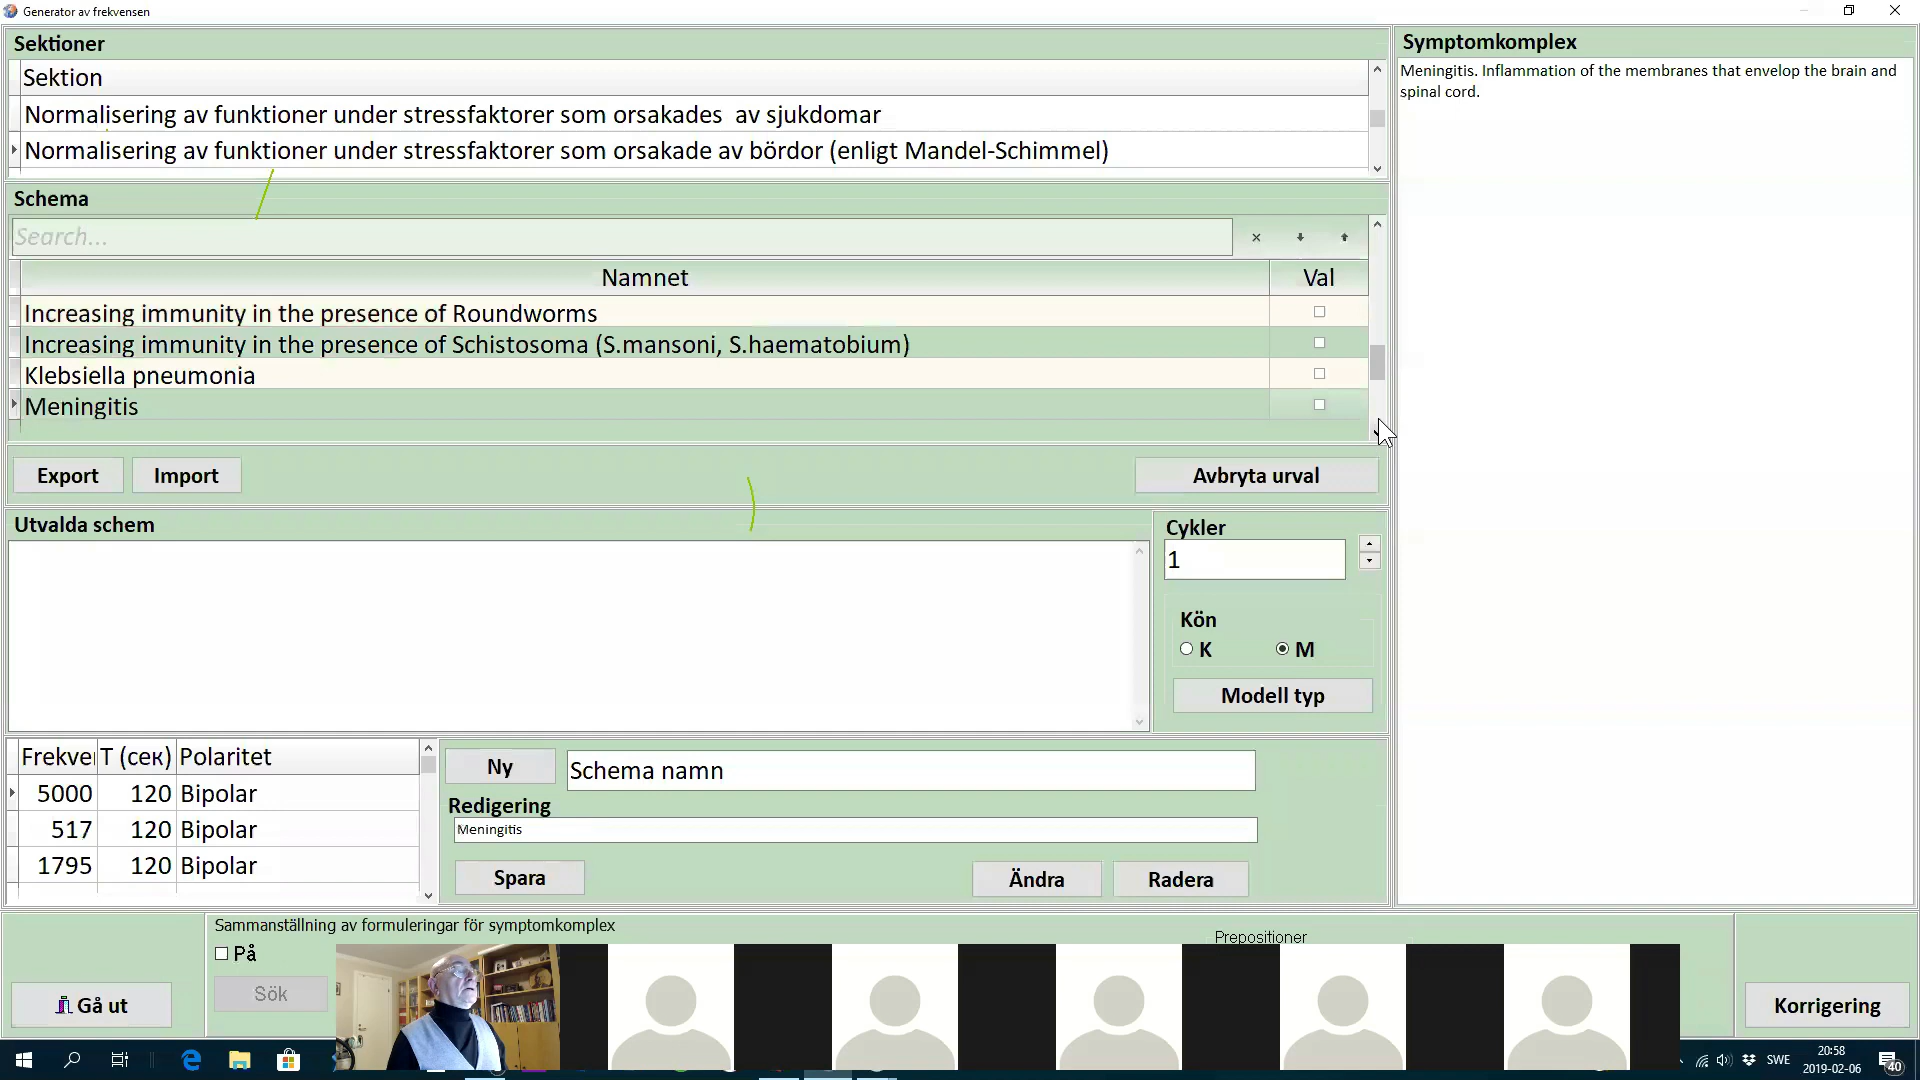 Generator av frekvensen
Sektioner
Sektion
Normalisering av funktioner under stressfaktorer som orsakades  av sjukdomar
Normalisering av funktioner under stressfaktorer som orsakade av bördor (enligt Mandel-Schimmel)
Schema
Search...
Namnet Val
Increasing immunity in the presence of Roundworms
Increasing immunity in the presence of Schistosoma (S.mansoni, S.haematobium)
Klebsiella pneumonia
Meningitis
Export Import Avbryta urval
Utvalda schem
Cykler
1
Kön
K M
Modell typ
Frekve T (сек) Polaritet
5000 120 Bipolar
517 120 Bipolar
1795 120 Bipolar
Ny Schema namn
Redigering
Meningitis
Spara Ändra Radera
Symptomkomplex
Meningitis. Inflammation of the membranes that envelop the brain and
spinal cord.
Sammanställning av formuleringar för symptomkomplex
På
Sök
Prepositioner
Gå ut
Korrigering
SWE
20:58
2019-02-06
40